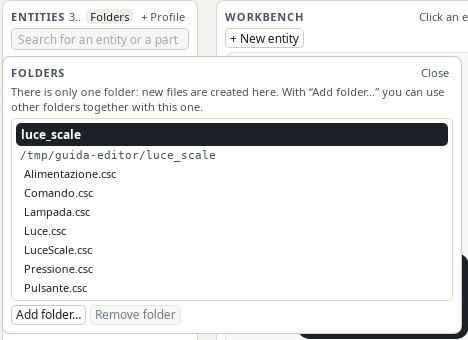 ENTITIES 3.. Folders + Profile
Search for an entity or a part
WORKBENCH Click an e
+ New entity
FOLDERS Close
There is only one folder: new files are created here. With “Add folder...” you can use
other folders together with this one.
luce_scale
/tmp/guida-editor/luce_scale
Alimentazione.csc
Comando.csc
Lampada.csc
Luce.csc
LuceScale.csc
Pressione.csc
Pulsante.csc
Add folder... Remove folder